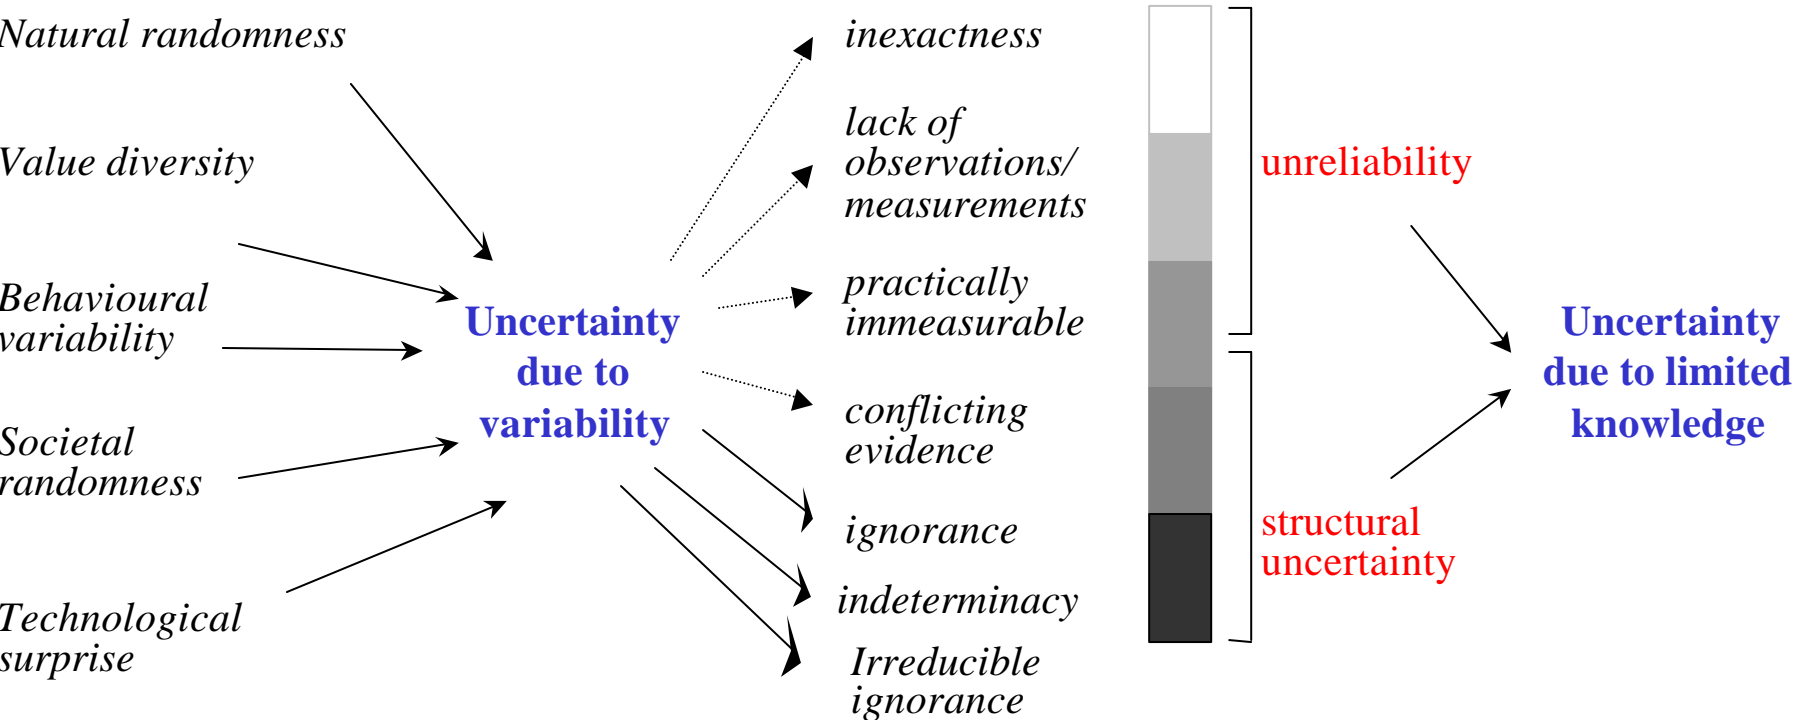 Natural randomness
Value diversity
Behavioural
variability
Societal
randomness
Technological
surprise
Uncertainty
due to
variability
inexactness
lack of
observations/
measurements
practically
immeasurable
conflicting
evidence
ignorance
indeterminacy
Irreducible
ignorance
unreliability
structural
uncertainty
Uncertainty
due to limited
knowledge